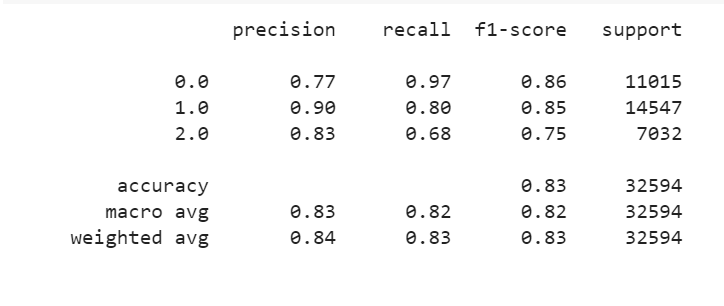 precision recall f1-score support
0.0 0.77 0.97 0.86 11015
1.0 0.90 0.80 0.85 14547
2.0 0.83 0.68 0.75 7032
accuracy 0.83 32594
macro avg 0.83 0.82 0.82 32594
weighted avg 0.84 0.83 0.83 32594